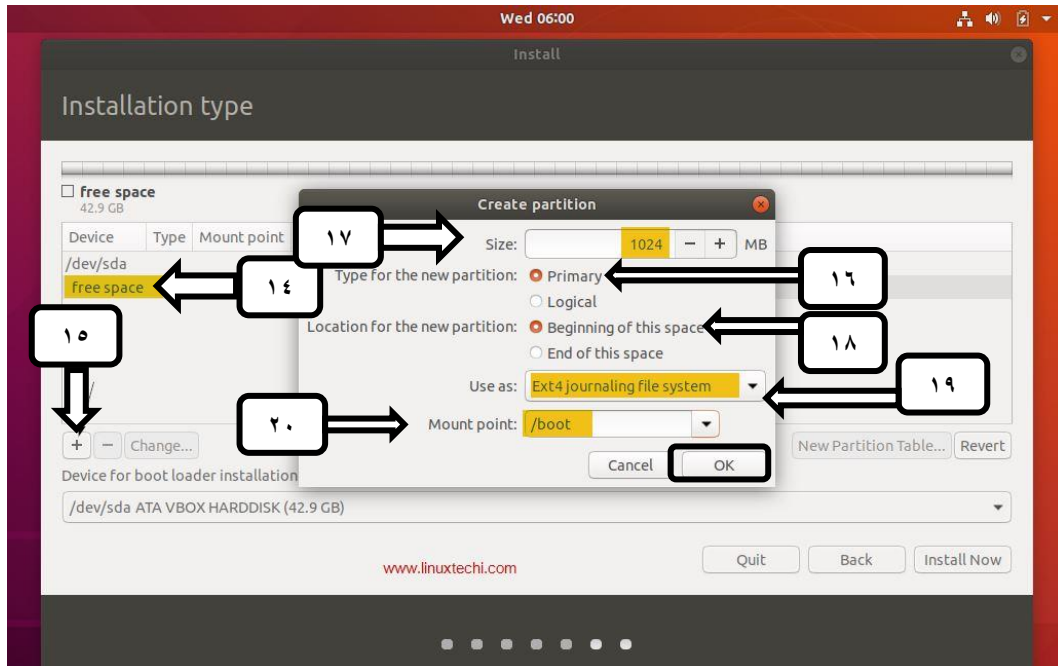 Wed 06:00
Install
Installation type
free space
42.9 GB
Device Type Mount point
/dev/sda
free space
Create partition
Size: 1024 − + MB
Type for the new partition: Primary
Logical
Location for the new partition: Beginning of this space
End of this space
Use as: Ext4 journaling file system
Mount point: /boot
Cancel OK
١٧
١٤
١٦
١٥
١٨
١٩
٢٠
+ − Change... New Partition Table... Revert
Device for boot loader installation
/dev/sda ATA VBOX HARDDISK (42.9 GB)
www.linuxtechi.com
Quit Back Install Now